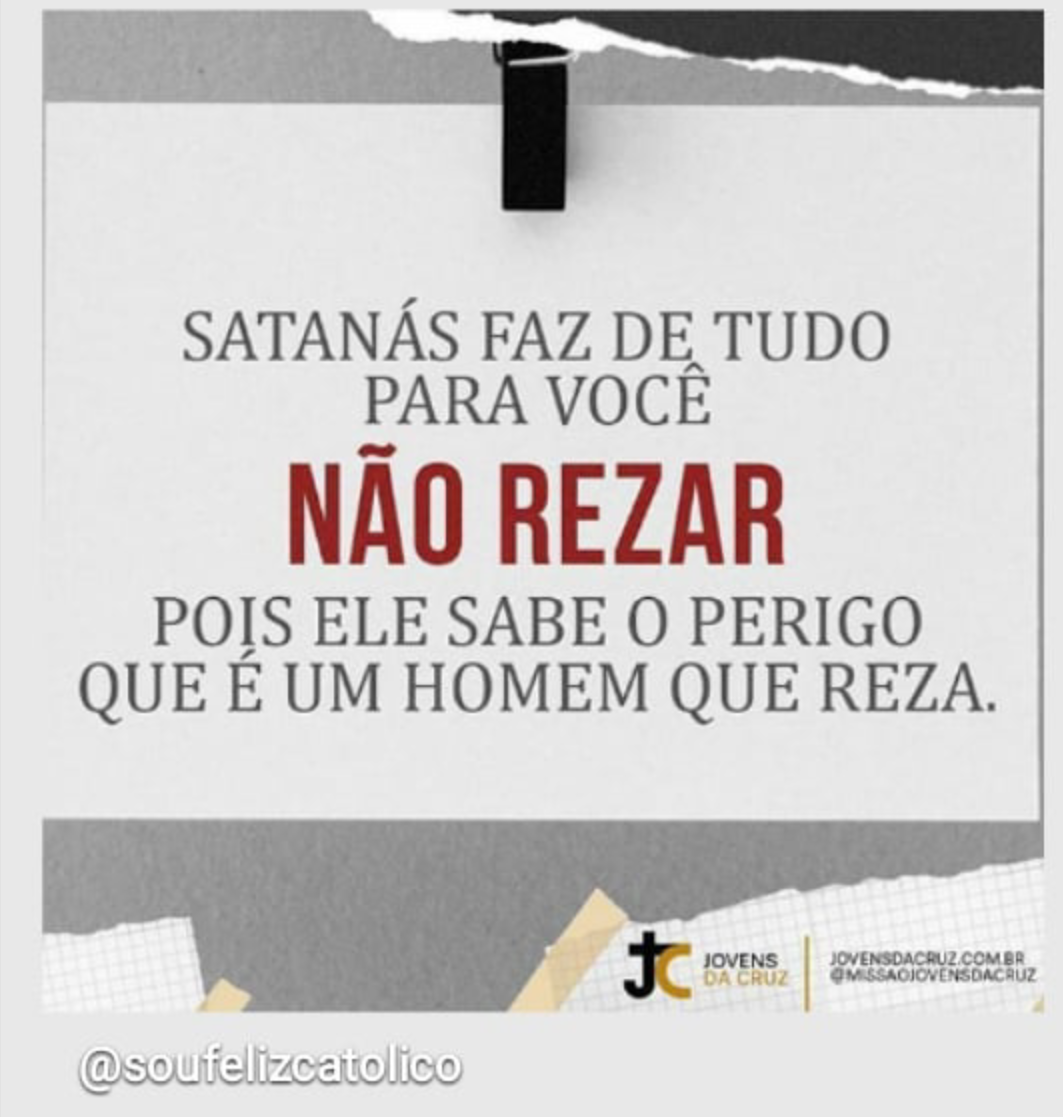 SATANÁS FAZ DE TUDO
PARA VOCÊ
NÃO REZAR
POIS ELE SABE O PERIGO
QUE É UM HOMEM QUE REZA.
JC
JOVENS
DA CRUZ
JOVENSDACRUZ.COM.BR
@MISSAOJOVENSDACRUZ
@soufelizcatolico